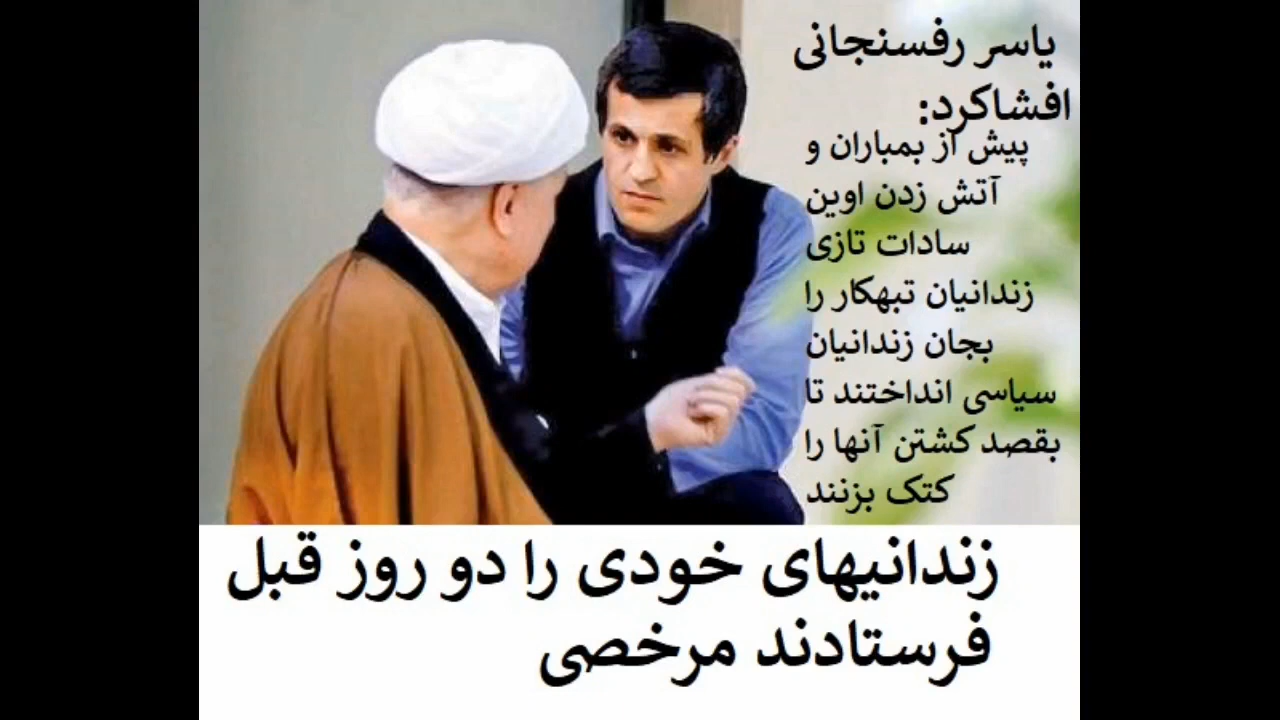 یاسر رفسنجانی
افشاکرد:
پیش از بمباران و
آتش زدن اوین
سادات تازی
زندانیان تبهکار را
بجان زندانیان
سیاسی انداختند تا
بقصد کشتن آنها را
کتک بزنند
زندانیهای خودی را دو روز قبل
فرستادند مرخصی